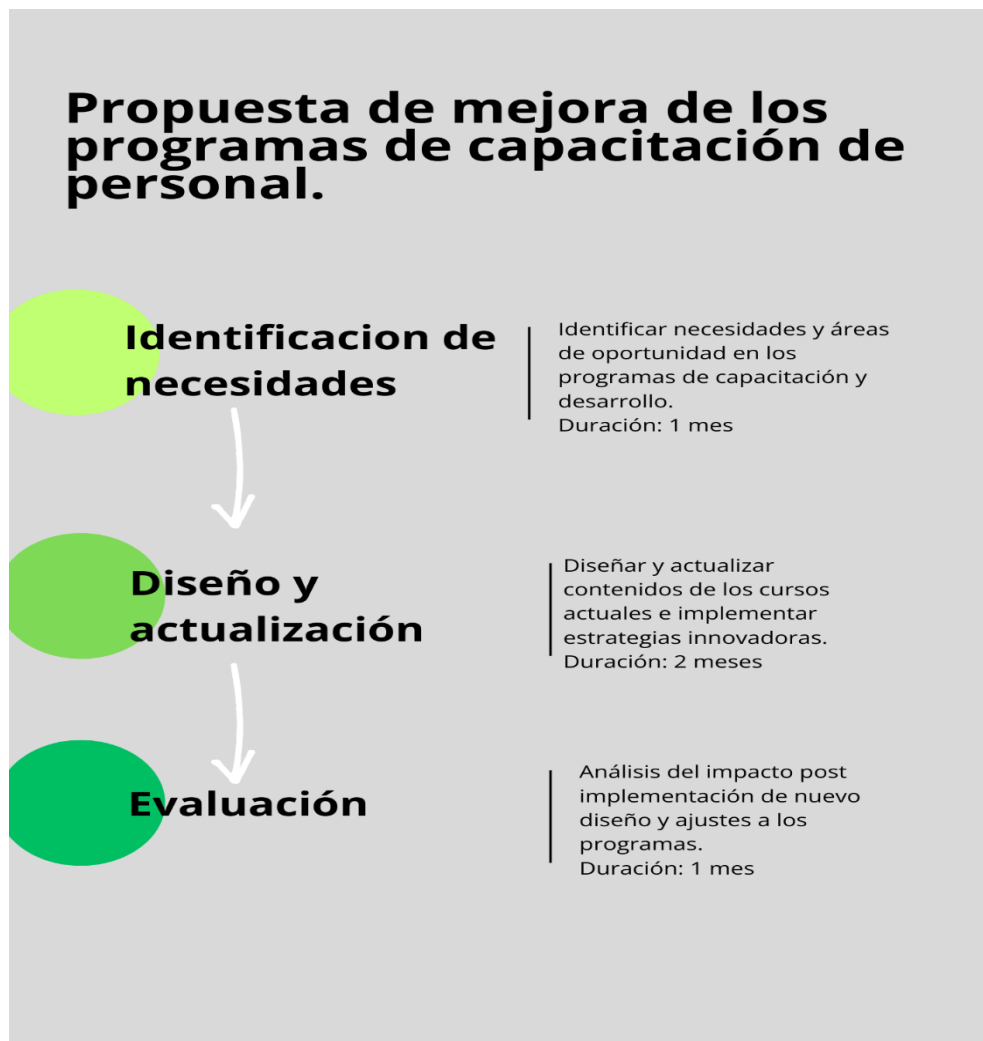 Propuesta de mejora de los
programas de capacitación de
personal.
Identificacion de
necesidades
Identificar necesidades y áreas
de oportunidad en los
programas de capacitación y
desarrollo.
Duración: 1 mes
Diseño y
actualización
Diseñar y actualizar
contenidos de los cursos
actuales e implementar
estrategias innovadoras.
Duración: 2 meses
Evaluación
Análisis del impacto post
implementación de nuevo
diseño y ajustes a los
programas.
Duración: 1 mes